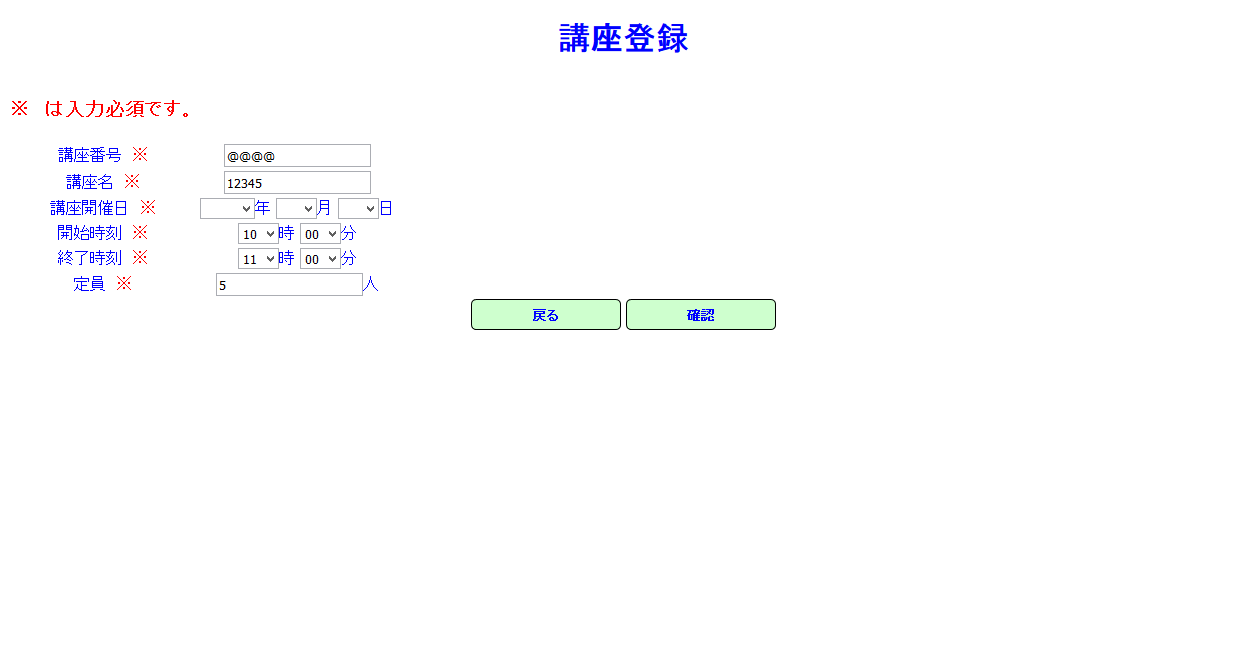 講座登録
※ は入力必須です。
講座番号 ※ @@@@
講座名 ※ 12345
講座開催日 ※ 年 月 日
開始時刻 ※ 10 時 00 分
終了時刻 ※ 11 時 00 分
定員 ※ 5 人
戻る 確認